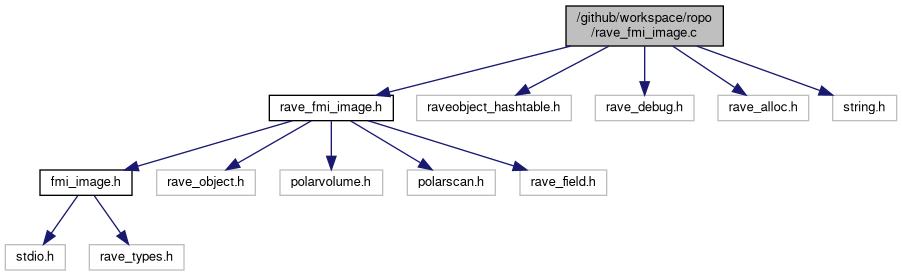 /github/workspace/ropo
/rave_fmi_image.c
rave_fmi_image.h
raveobject_hashtable.h
rave_debug.h
rave_alloc.h
string.h
fmi_image.h
rave_object.h
polarvolume.h
polarscan.h
rave_field.h
stdio.h
rave_types.h